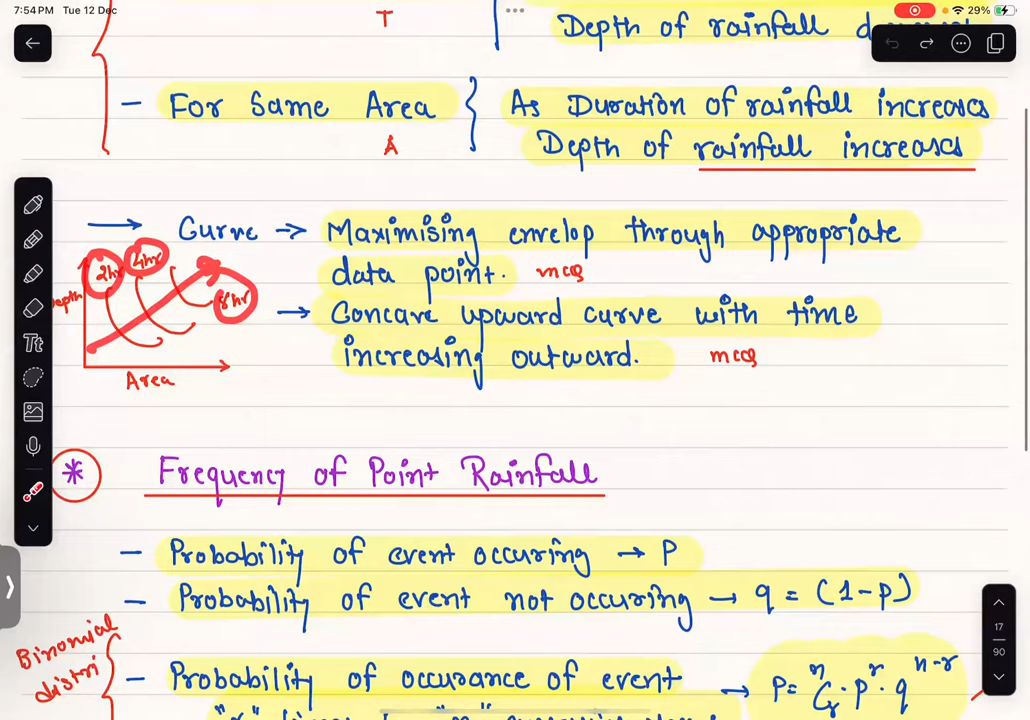 7:54 PM Tue 12 Dec
29%
T
Depth of rainfall
- For Same Area
As Duration of rainfall increases
A
Depth of rainfall increases
→ Curve → Maximising envelop through appropriate
data point. mcq
2hr
4hr
8hr
Depth
Area
→ Concave upward curve with time
increasing outward. mcq
* Frequency of Point Rainfall
17
90
- Probability of event occuring → P
- Probability of event not occuring → q = (1-p)
Binomial
distri
- Probability of occurance of event → P = ⁿCᵣ · pʳ · qⁿ⁻ʳ